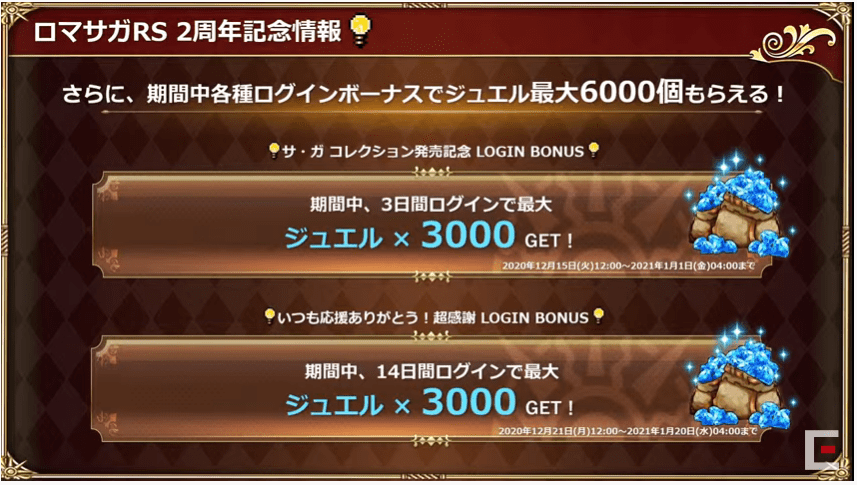 ロマサガRS 2周年記念情報
さらに、期間中各種ログインボーナスでジュエル最大6000個もらえる！
サ・ガ コレクション発売記念 LOGIN BONUS
期間中、3日間ログインで最大
ジュエル × 3000 GET！
2020年12月15日(火)12:00～2021年1月1日(金)04:00まで
いつも応援ありがとう！超感謝 LOGIN BONUS
期間中、14日間ログインで最大
ジュエル × 3000 GET！
2020年12月21日(月)12:00～2021年1月20日(水)04:00まで